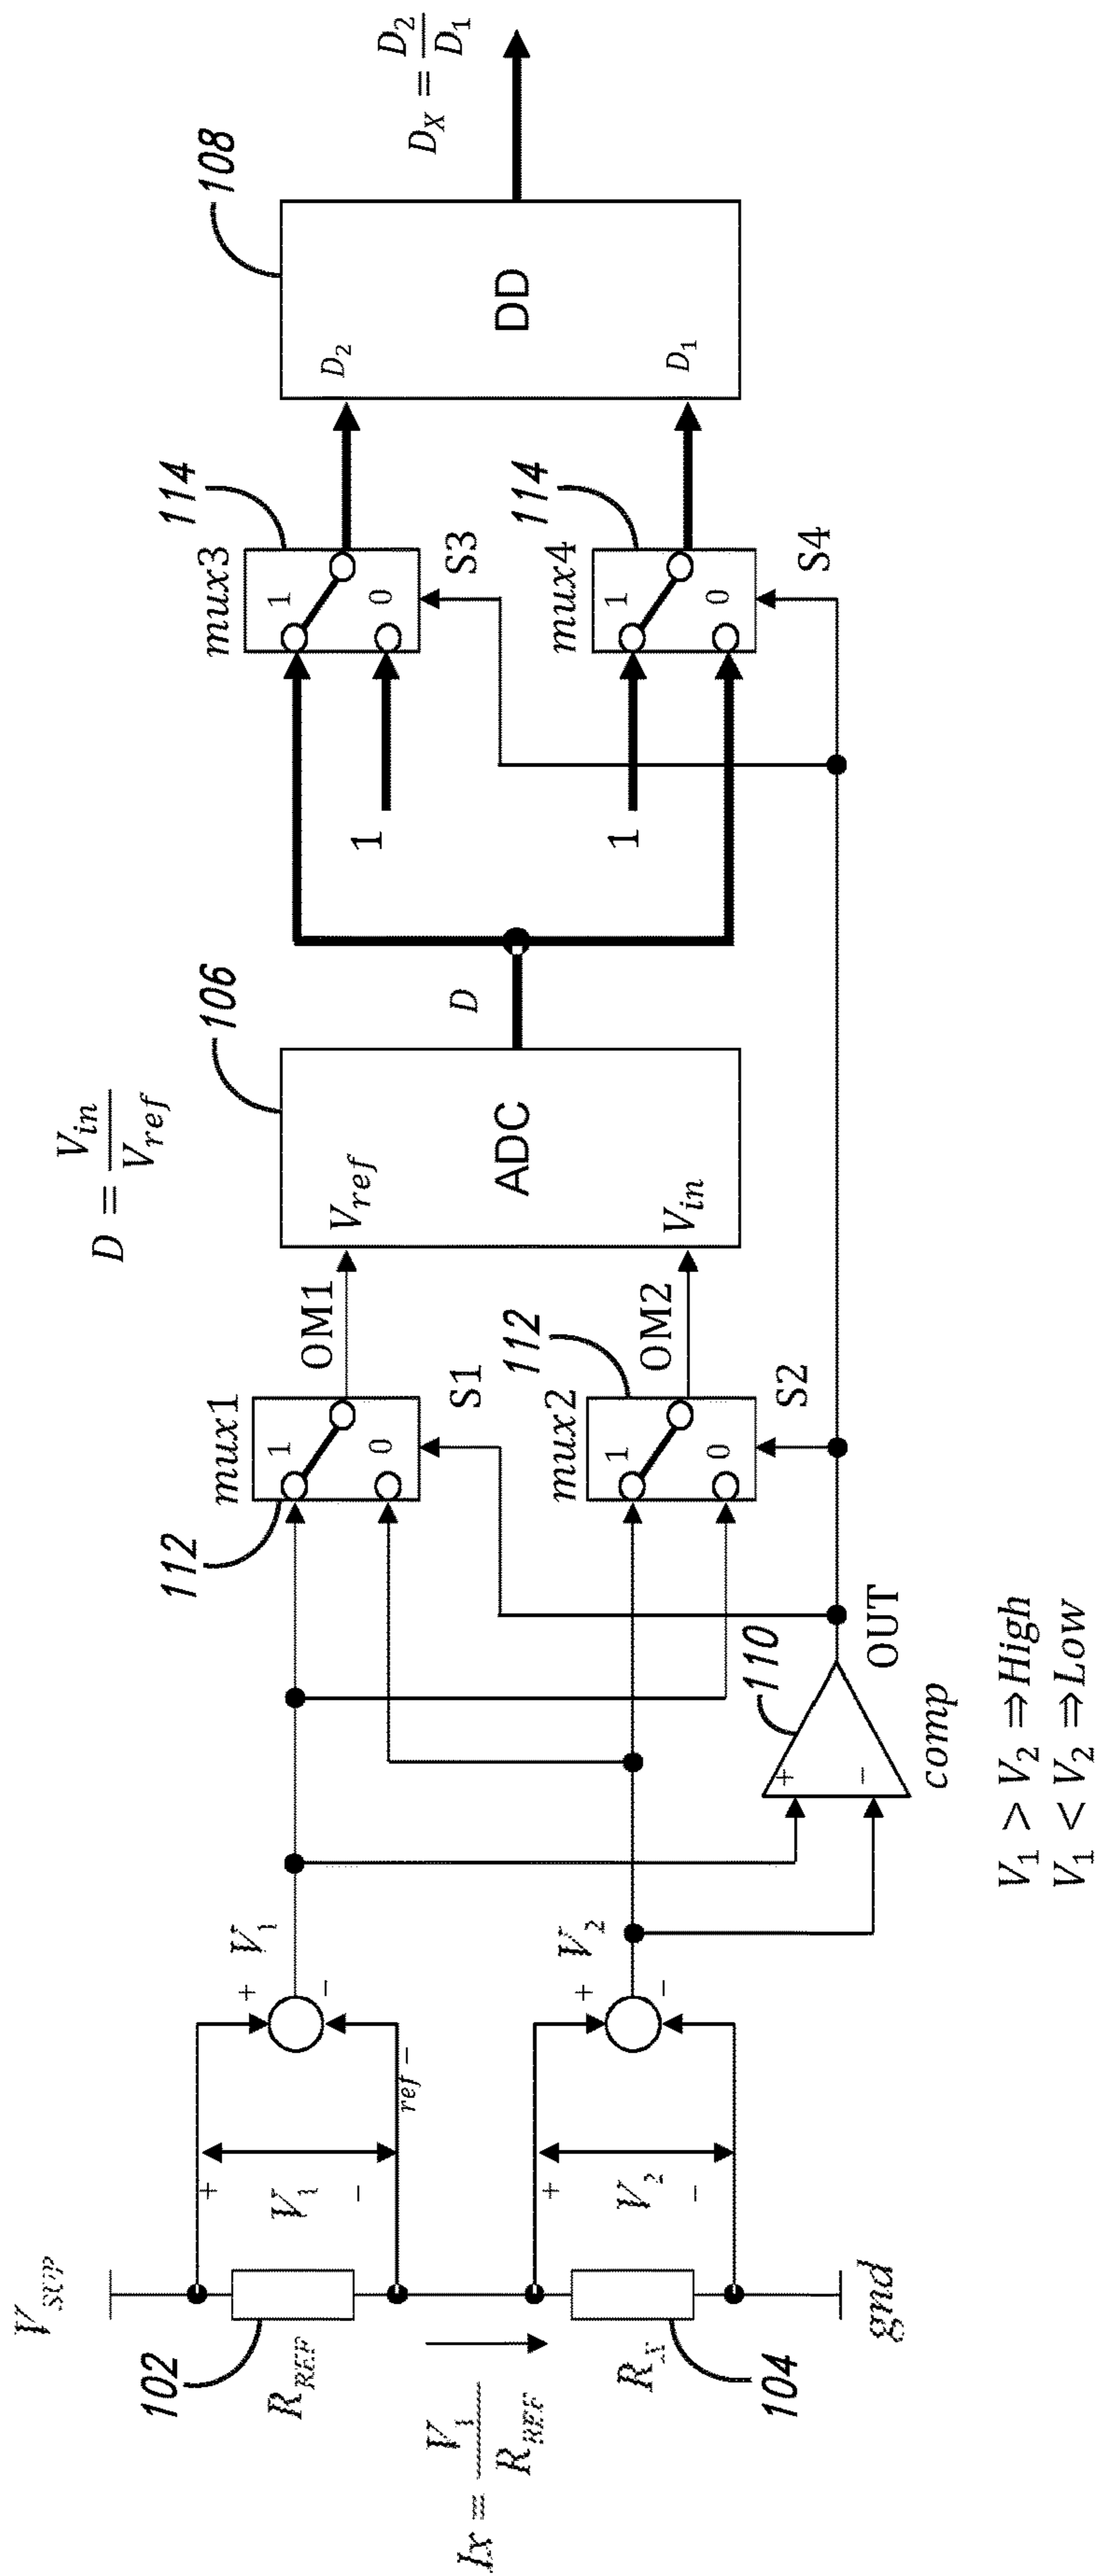 V_SUP
102
R_REF
Ix = V_1 / R_REF
R_X
104
gnd
+
V_1
−
+
V_2
−
ref −
+
V_1
−
+
V_2
−
+
−
110
comp
OUT
V_1 > V_2 ⇒ High
V_1 < V_2 ⇒ Low
112
mux1
1
0
S1
OM1
112
mux2
1
0
S2
OM2
D = V_in / V_ref
106
V_ref
ADC
V_in
D
1
1
114
mux3
1
0
S3
114
mux4
1
0
S4
108
D_2
DD
D_1
D_X = D_2 / D_1